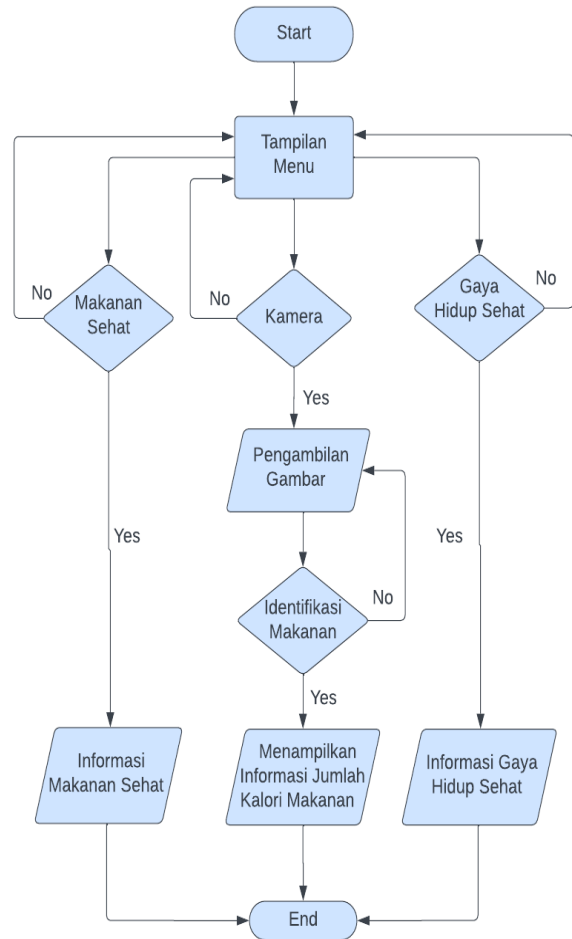 Start
Tampilan
Menu
No
Makanan
Sehat
No
Kamera
Gaya
Hidup Sehat
No
Yes
Pengambilan
Gambar
Yes
Yes
Identifikasi
Makanan
No
Yes
Informasi
Makanan Sehat
Menampilkan
Informasi Jumlah
Kalori Makanan
Informasi Gaya
Hidup Sehat
End